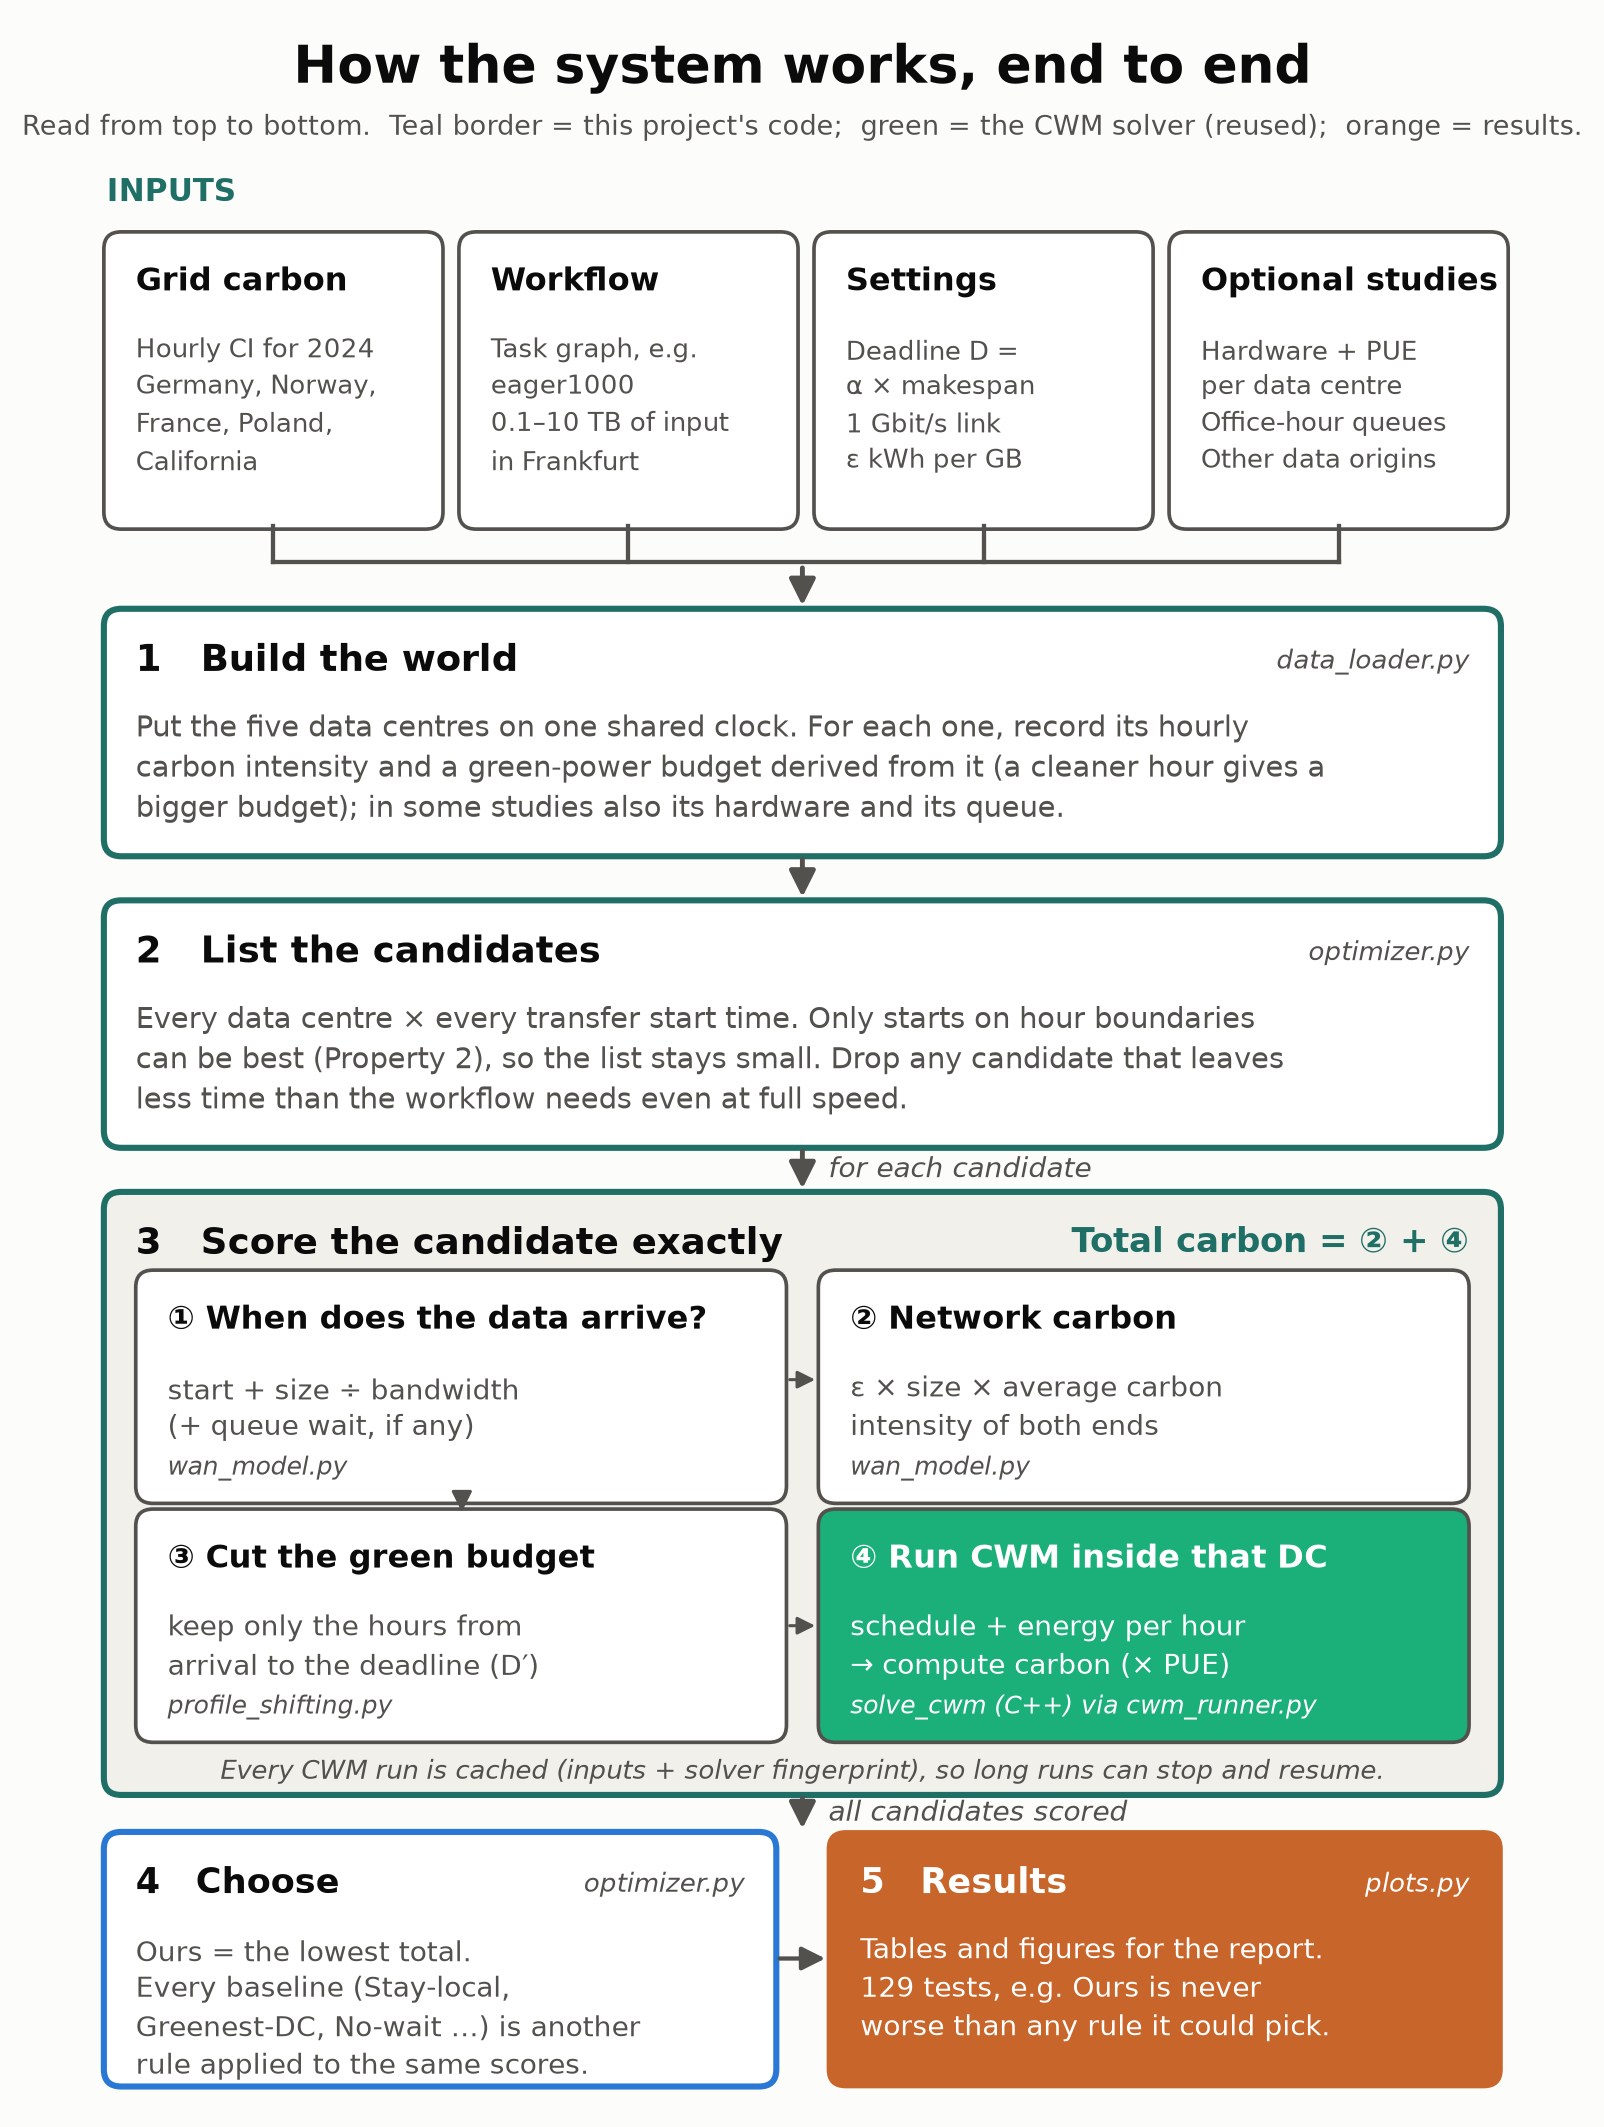 How the system works, end to end
Read from top to bottom.  Teal border = this project's code;  green = the CWM solver (reused);  orange = results.
INPUTS
Grid carbon
Hourly CI for 2024
Germany, Norway,
France, Poland,
California
Workflow
Task graph, e.g.
eager1000
0.1–10 TB of input
in Frankfurt
Settings
Deadline D =
α × makespan
1 Gbit/s link
ε kWh per GB
Optional studies
Hardware + PUE
per data centre
Office-hour queues
Other data origins
1 Build the world
data_loader.py
Put the five data centres on one shared clock. For each one, record its hourly
carbon intensity and a green-power budget derived from it (a cleaner hour gives a
bigger budget); in some studies also its hardware and its queue.
2 List the candidates
optimizer.py
Every data centre × every transfer start time. Only starts on hour boundaries
can be best (Property 2), so the list stays small. Drop any candidate that leaves
less time than the workflow needs even at full speed.
for each candidate
3 Score the candidate exactly
Total carbon = ② + ④
① When does the data arrive?
start + size ÷ bandwidth
(+ queue wait, if any)
wan_model.py
② Network carbon
ε × size × average carbon
intensity of both ends
wan_model.py
③ Cut the green budget
keep only the hours from
arrival to the deadline (D′)
profile_shifting.py
④ Run CWM inside that DC
schedule + energy per hour
→ compute carbon (× PUE)
solve_cwm (C++) via cwm_runner.py
Every CWM run is cached (inputs + solver fingerprint), so long runs can stop and resume.
all candidates scored
4 Choose
optimizer.py
Ours = the lowest total.
Every baseline (Stay-local,
Greenest-DC, No-wait …) is another
rule applied to the same scores.
5 Results
plots.py
Tables and figures for the report.
129 tests, e.g. Ours is never
worse than any rule it could pick.